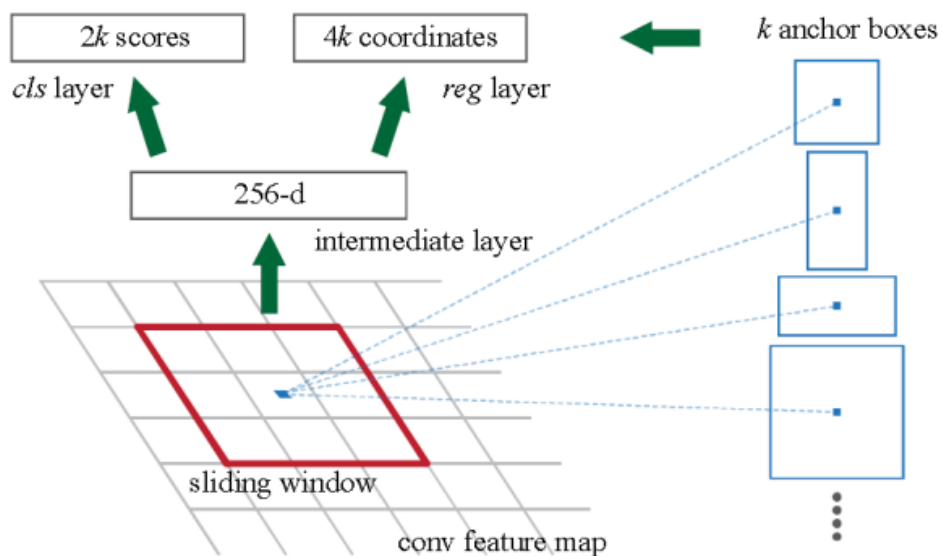 2k scores
4k coordinates
k anchor boxes
cls layer
reg layer
256-d
intermediate layer
sliding window
conv feature map